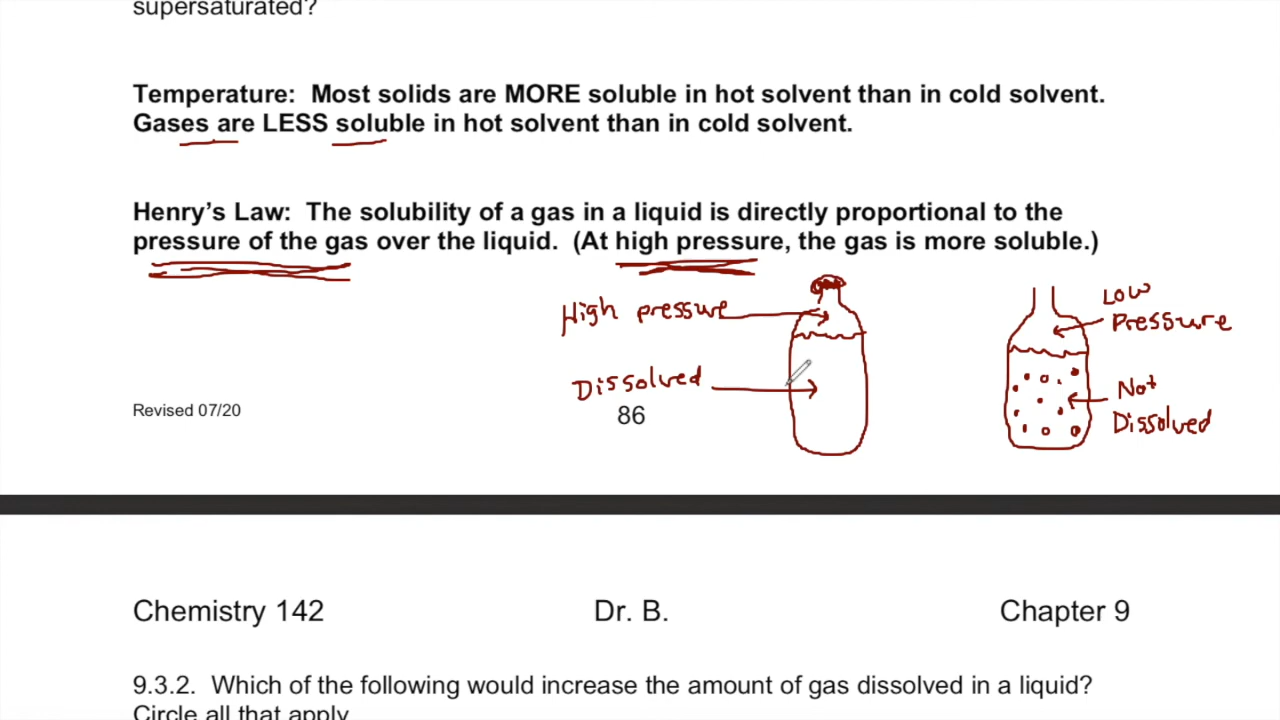 supersaturated?
Temperature: Most solids are MORE soluble in hot solvent than in cold solvent.
Gases are LESS soluble in hot solvent than in cold solvent.
Henry's Law: The solubility of a gas in a liquid is directly proportional to the
pressure of the gas over the liquid. (At high pressure, the gas is more soluble.)
High pressure
Low
Pressure
Dissolved
Not
Dissolved
Revised 07/20
86
Chemistry 142 Dr. B. Chapter 9
9.3.2. Which of the following would increase the amount of gas dissolved in a liquid?
Circle all that apply